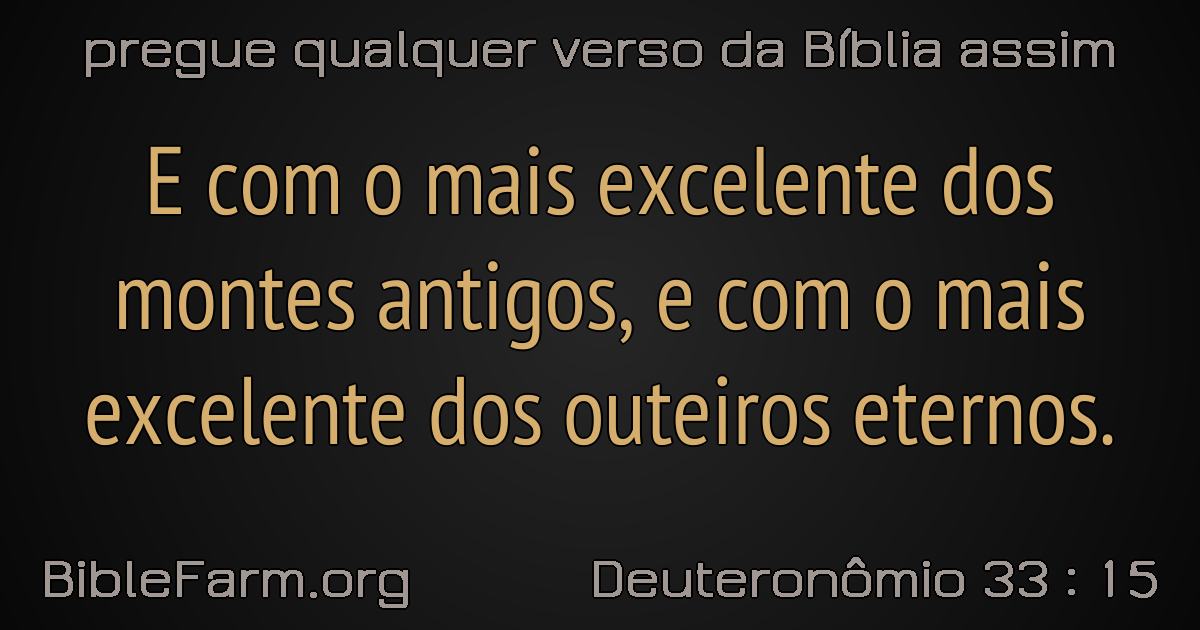 pregue qualquer verso da Bíblia assim
E com o mais excelente dos
montes antigos, e com o mais
excelente dos outeiros eternos.
BibleFarm.org
Deuteronômio 33 : 15